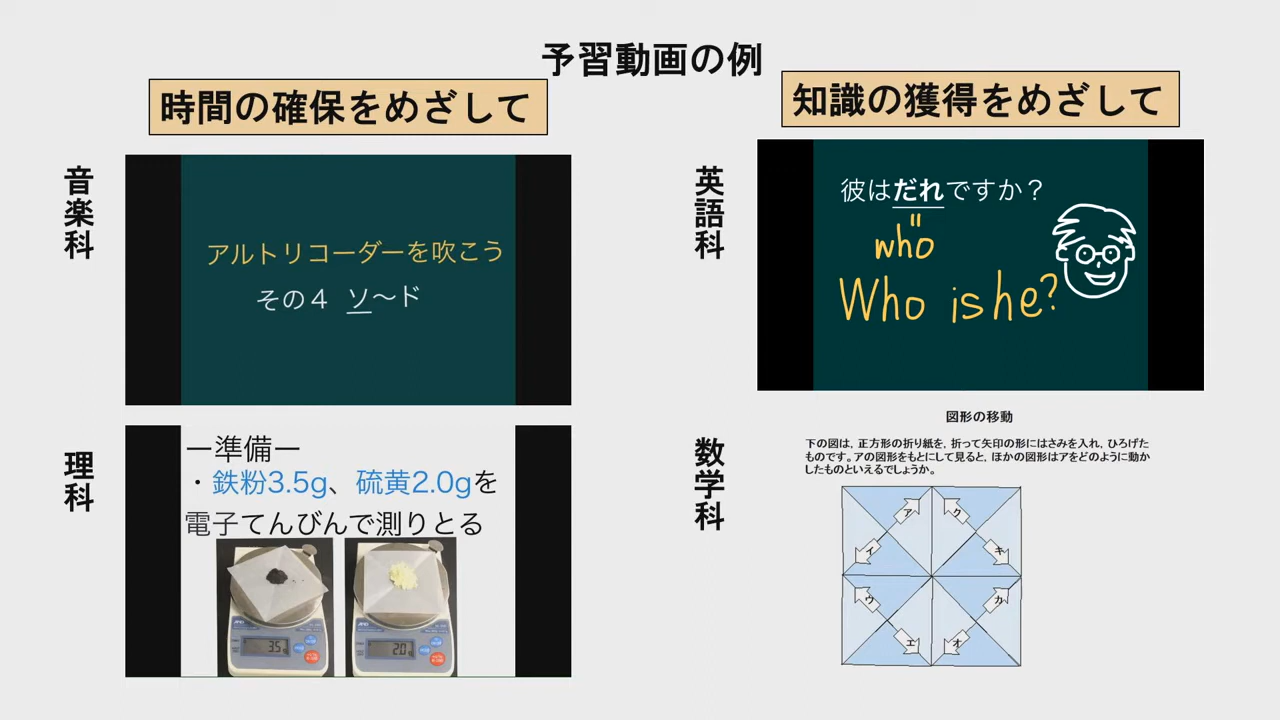 予習動画の例
時間の確保をめざして
音楽科
アルトリコーダーを吹こう
その4 ソ～ド
理科
ー準備ー
・鉄粉3.5g、硫黄2.0gを
電子てんびんで測りとる
3.5
2.0
知識の獲得をめざして
英語科
彼はだれですか？
who
Who is he?
数学科
図形の移動
下の図は，正方形の折り紙を，折って矢印の形にはさみを入れ，ひろげた
ものです。アの図形をもとにして見ると，ほかの図形はアをどのように動か
したものといえるでしょうか。
ア
ク
イ
キ
ウ
カ
エ
オ